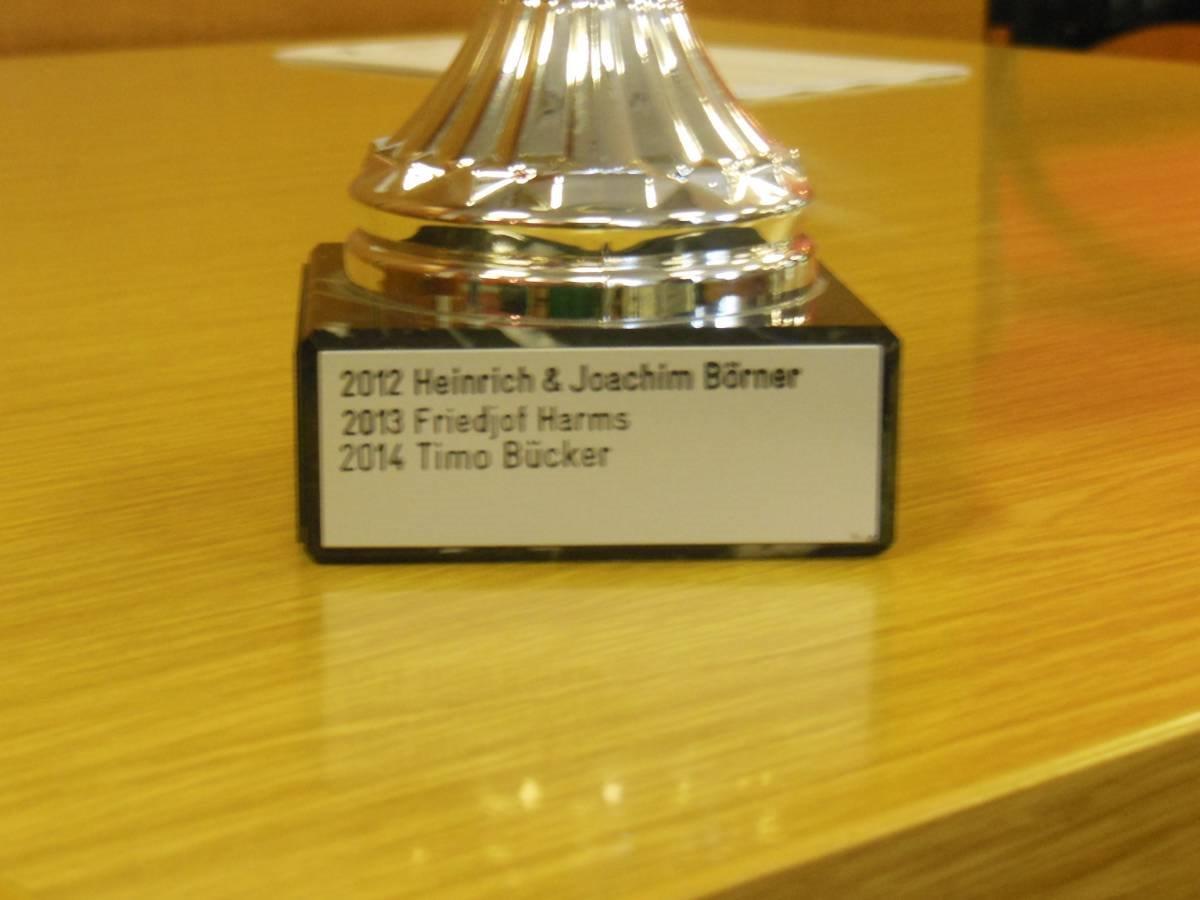 2012 Heinrich & Joachim Börner
2013 Friedjof Harms
2014 Timo Bücker